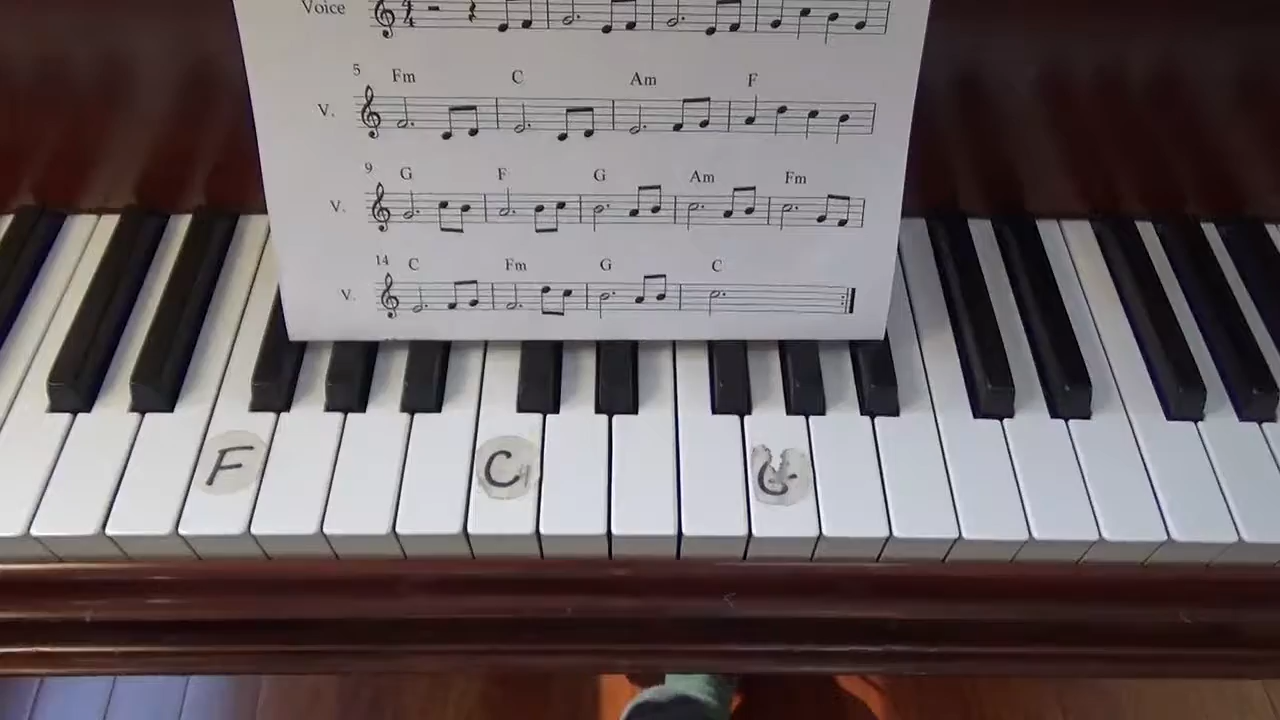 Voice
5 Fm C Am F
V.
9 G F G Am Fm
V.
14 C Fm G C
V.
F C G